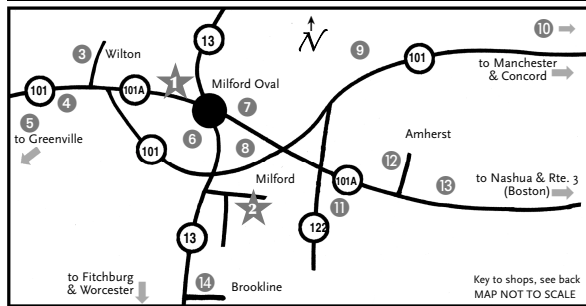 10
13
N
3
Wilton
9
101
to Manchester
& Concord
1
Milford Oval
101
4
101A
7
5
to Greenville
6
8
101
Amherst
12
Milford
101A
to Nashua & Rte. 3
(Boston)
13
2
11
122
13
to Fitchburg
& Worcester
14
Brookline
Key to shops, see back
MAP NOT TO SCALE